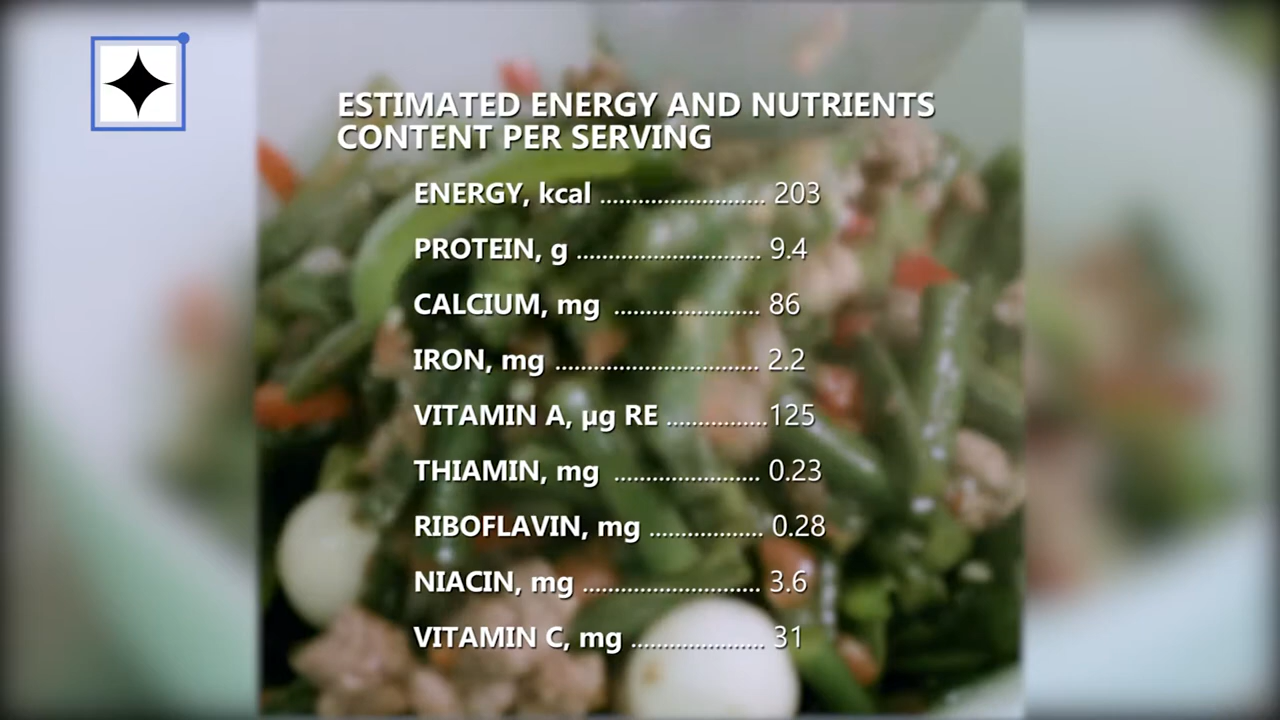 ESTIMATED ENERGY AND NUTRIENTS
CONTENT PER SERVING
ENERGY, kcal .......................... 203
PROTEIN, g ............................. 9.4
CALCIUM, mg ....................... 86
IRON, mg ................................ 2.2
VITAMIN A, µg RE ................125
THIAMIN, mg ....................... 0.23
RIBOFLAVIN, mg .................. 0.28
NIACIN, mg ............................ 3.6
VITAMIN C, mg ..................... 31